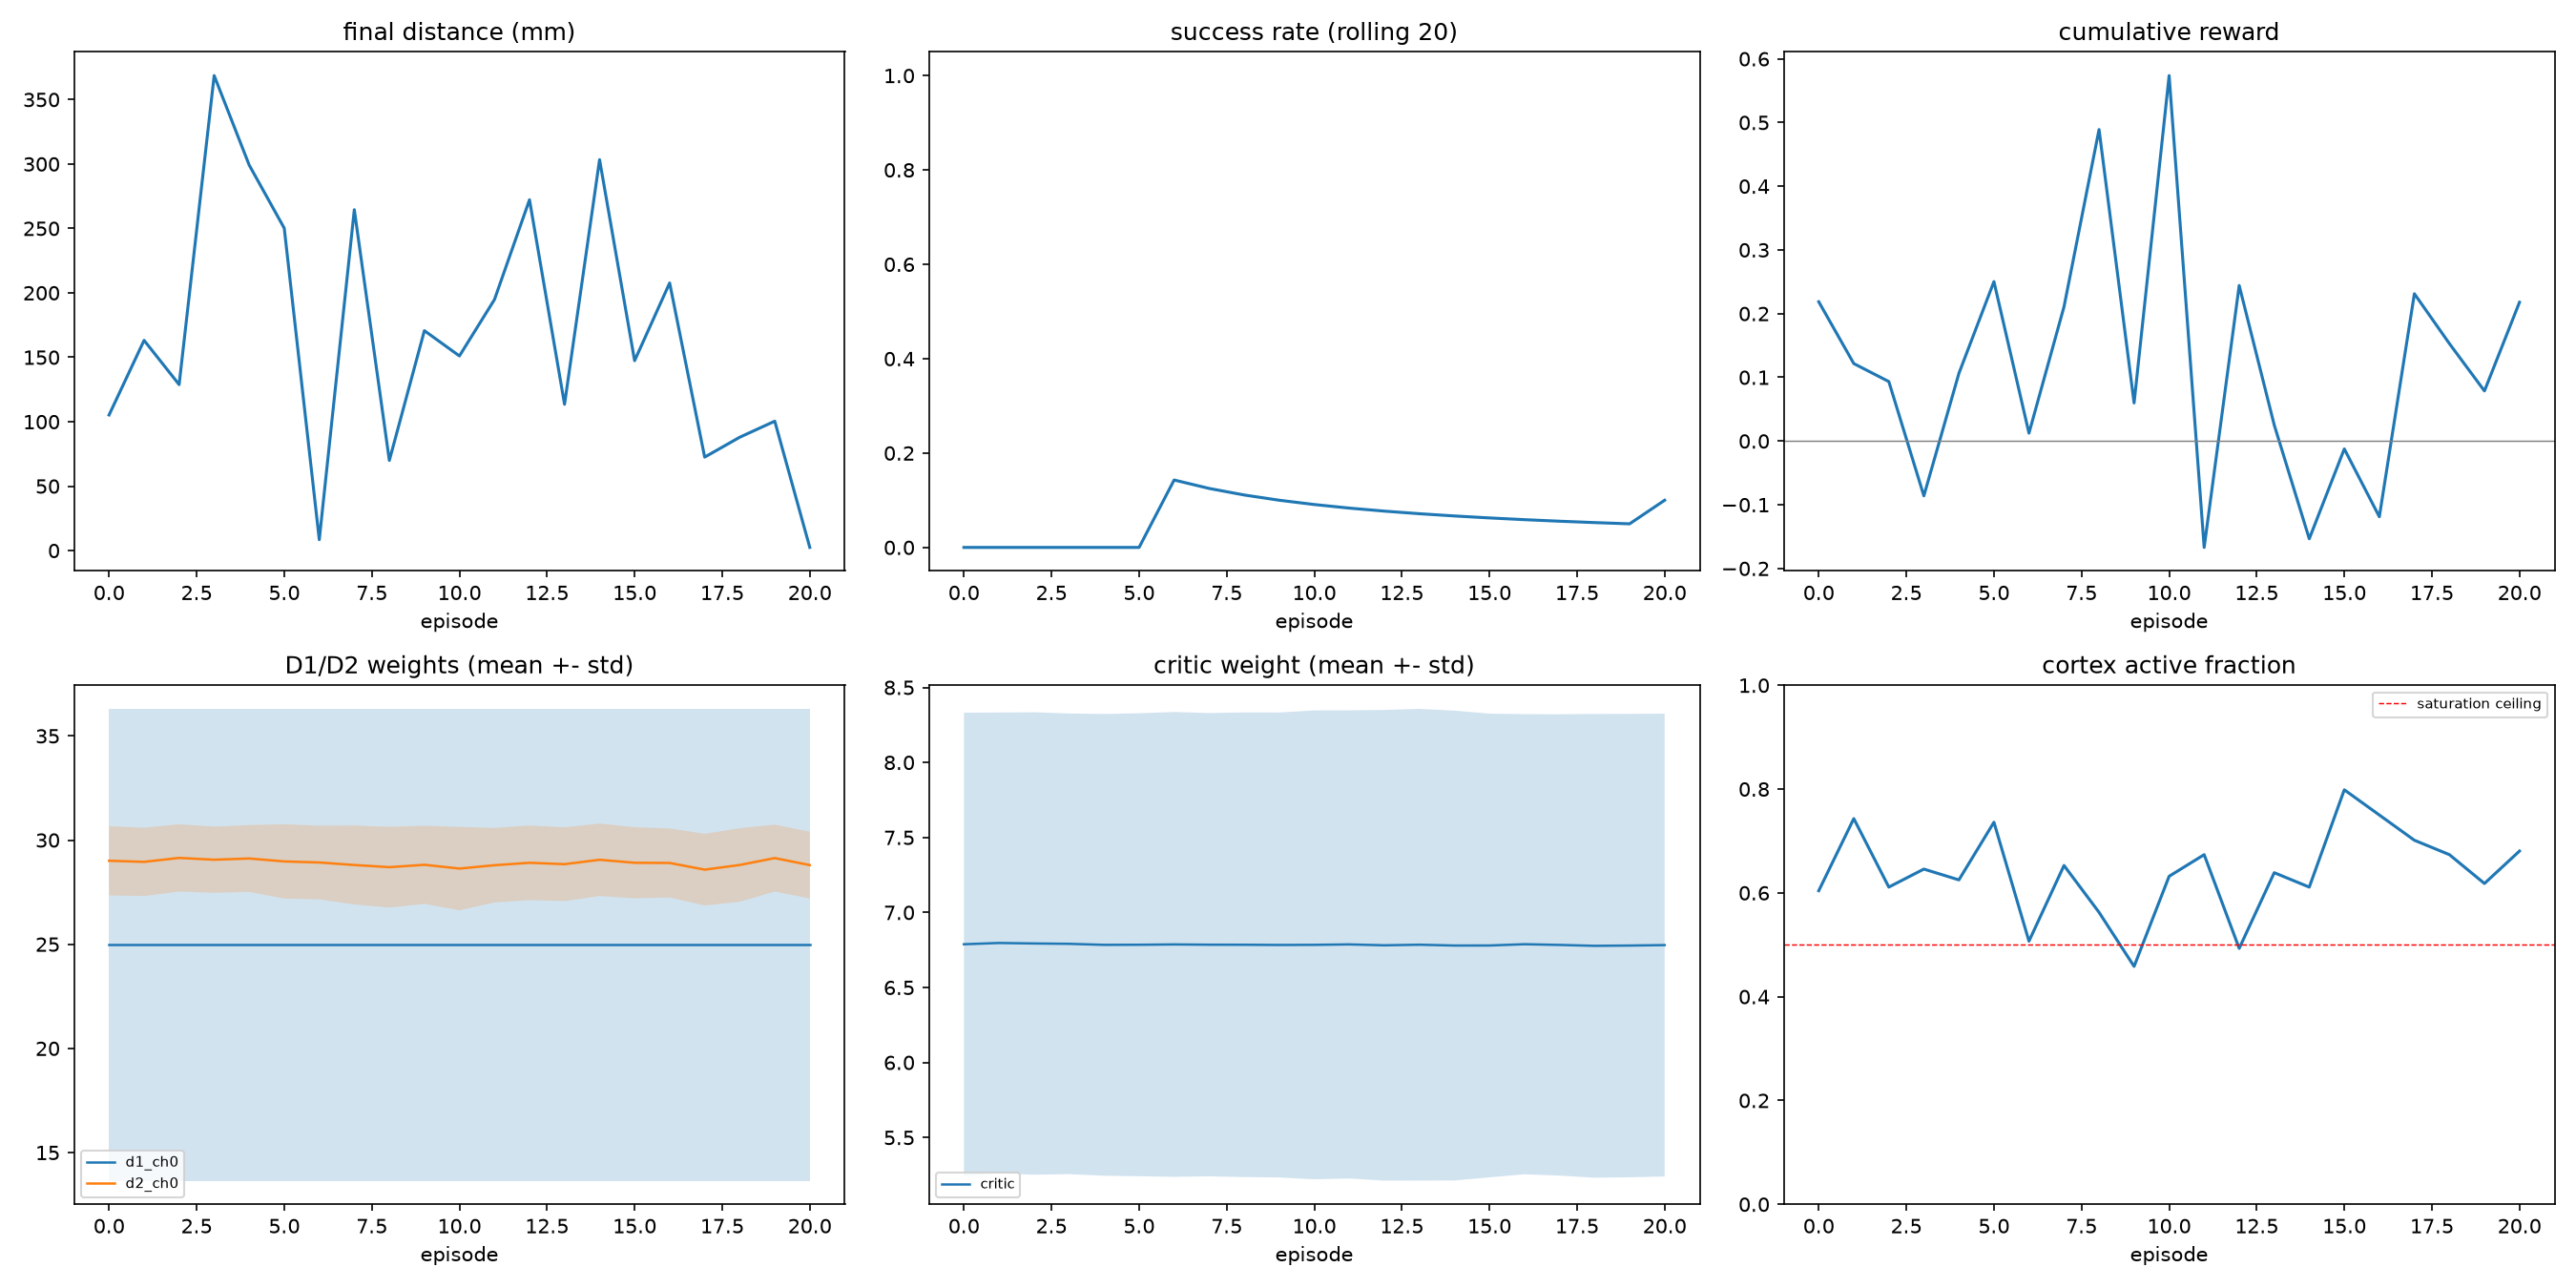 final distance (mm)
350
300
250
200
150
100
50
0
0.0 2.5 5.0 7.5 10.0 12.5 15.0 17.5 20.0
episode
success rate (rolling 20)
1.0
0.8
0.6
0.4
0.2
0.0
0.0 2.5 5.0 7.5 10.0 12.5 15.0 17.5 20.0
episode
cumulative reward
0.6
0.5
0.4
0.3
0.2
0.1
0.0
−0.1
−0.2
0.0 2.5 5.0 7.5 10.0 12.5 15.0 17.5 20.0
episode
D1/D2 weights (mean +- std)
35
30
25
20
15
d1_ch0
d2_ch0
0.0 2.5 5.0 7.5 10.0 12.5 15.0 17.5 20.0
episode
critic weight (mean +- std)
8.5
8.0
7.5
7.0
6.5
6.0
5.5
critic
0.0 2.5 5.0 7.5 10.0 12.5 15.0 17.5 20.0
episode
cortex active fraction
1.0
saturation ceiling
0.8
0.6
0.4
0.2
0.0
0.0 2.5 5.0 7.5 10.0 12.5 15.0 17.5 20.0
episode